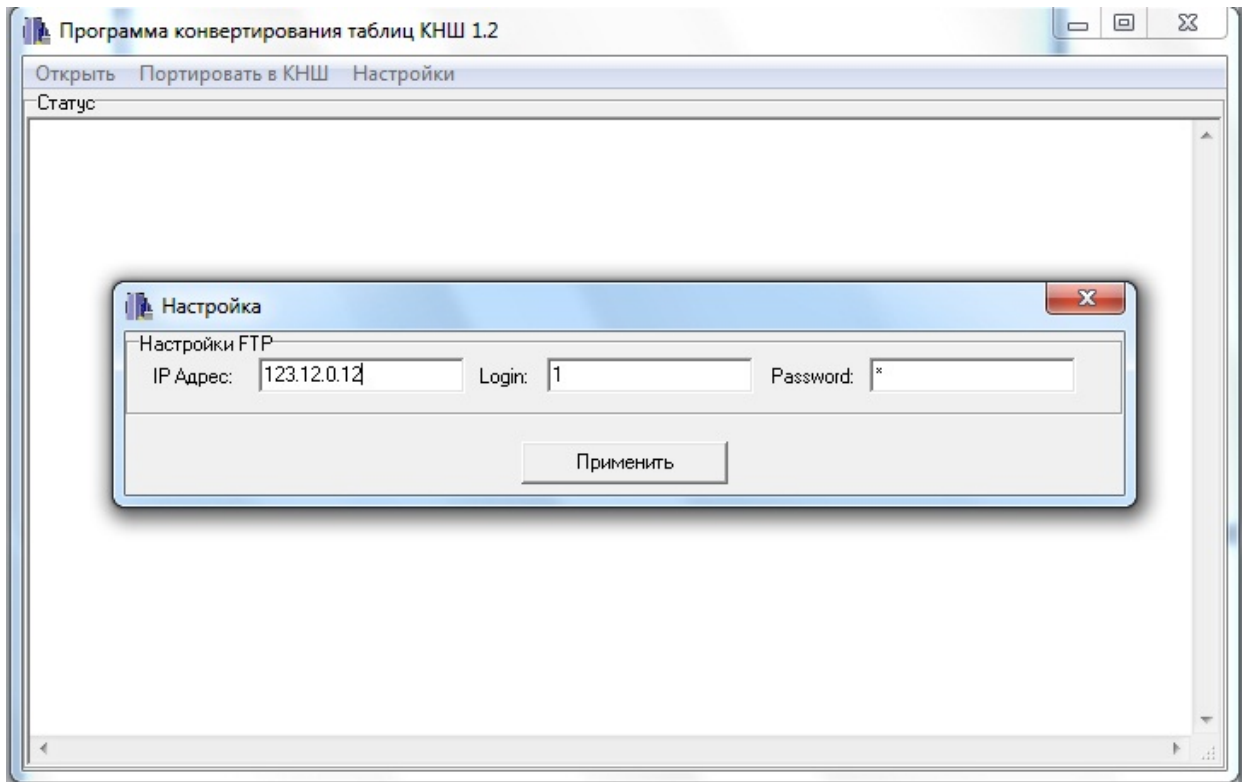 Программа конвертирования таблиц КНШ 1.2
Открыть Портировать в КНШ Настройки
Статус
Настройка
Настройки FTP
IP Адрес: 123.12.0.12 Login: 1 Password: *
Применить